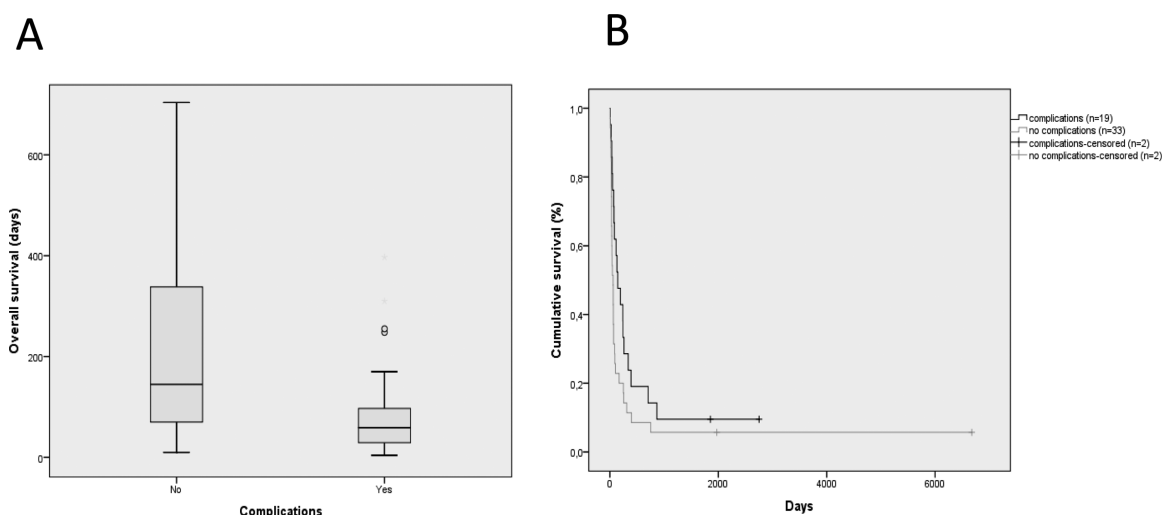 A
Overall survival (days)
600
400
200
0
No
Yes
Complications
B
Cumulative survival (%)
1,0
0,8
0,6
0,4
0,2
0,0
0
2000
4000
6000
Days
complications (n=19)
no complications (n=33)
complications-censored (n=2)
no complications-censored (n=2)